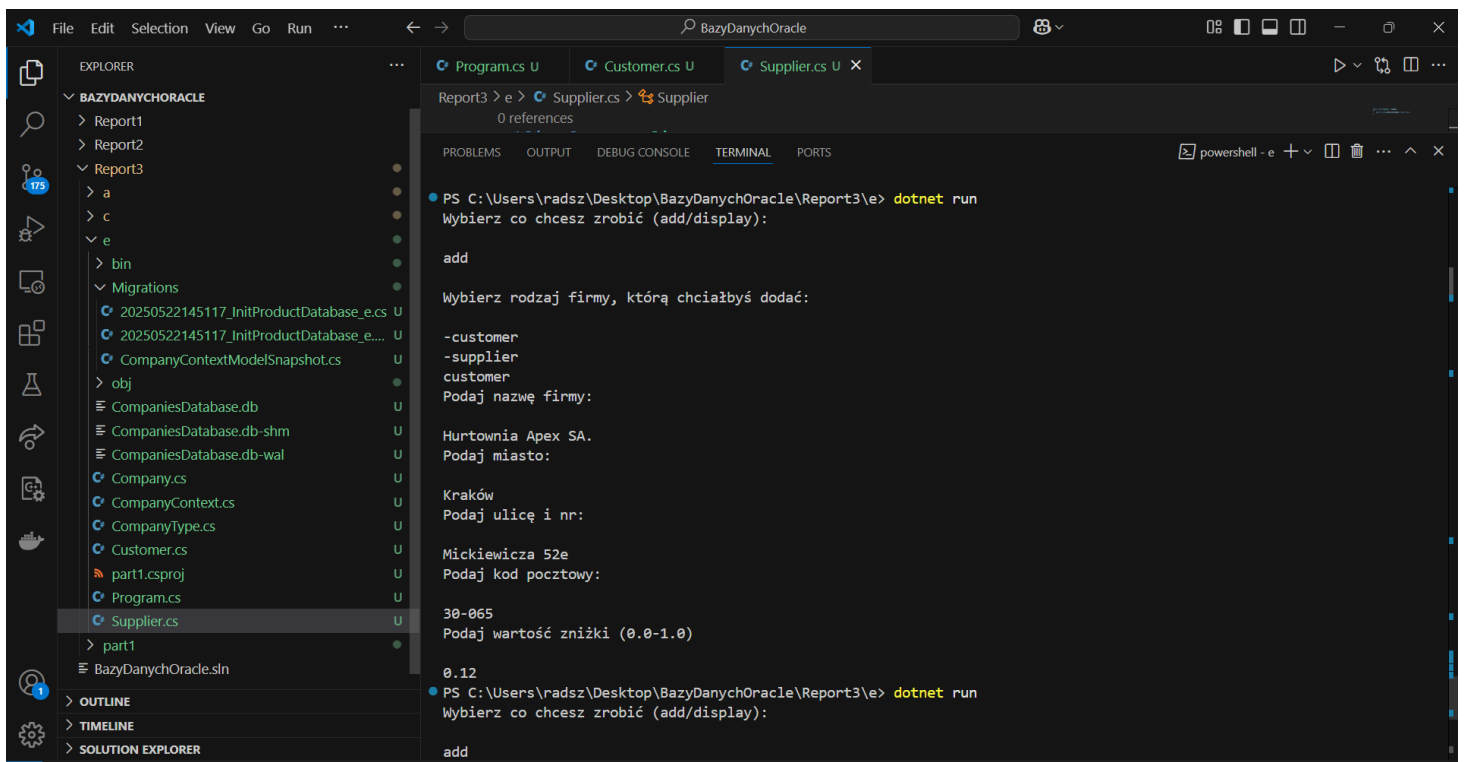 File Edit Selection View Go Run ··· BazyDanychOracle
EXPLORER
BAZYDANYCHORACLE
Report1
Report2
Report3
a
c
e
bin
Migrations
20250522145117_InitProductDatabase_e.cs U
20250522145117_InitProductDatabase_e.... U
CompanyContextModelSnapshot.cs U
obj
CompaniesDatabase.db U
CompaniesDatabase.db-shm U
CompaniesDatabase.db-wal U
Company.cs U
CompanyContext.cs U
CompanyType.cs U
Customer.cs U
part1.csproj U
Program.cs U
Supplier.cs U
part1
BazyDanychOracle.sln
OUTLINE
TIMELINE
SOLUTION EXPLORER
175
1
Program.cs U Customer.cs U Supplier.cs U
Report3 > e > Supplier.cs > Supplier
0 references
PROBLEMS OUTPUT DEBUG CONSOLE TERMINAL PORTS powershell - e
PS C:\Users\radsz\Desktop\BazyDanychOracle\Report3\e> dotnet run
Wybierz co chcesz zrobić (add/display):
add
Wybierz rodzaj firmy, którą chciałbyś dodać:
-customer
-supplier
customer
Podaj nazwę firmy:
Hurtownia Apex SA.
Podaj miasto:
Kraków
Podaj ulicę i nr:
Mickiewicza 52e
Podaj kod pocztowy:
30-065
Podaj wartość zniżki (0.0-1.0)
0.12
PS C:\Users\radsz\Desktop\BazyDanychOracle\Report3\e> dotnet run
Wybierz co chcesz zrobić (add/display):
add